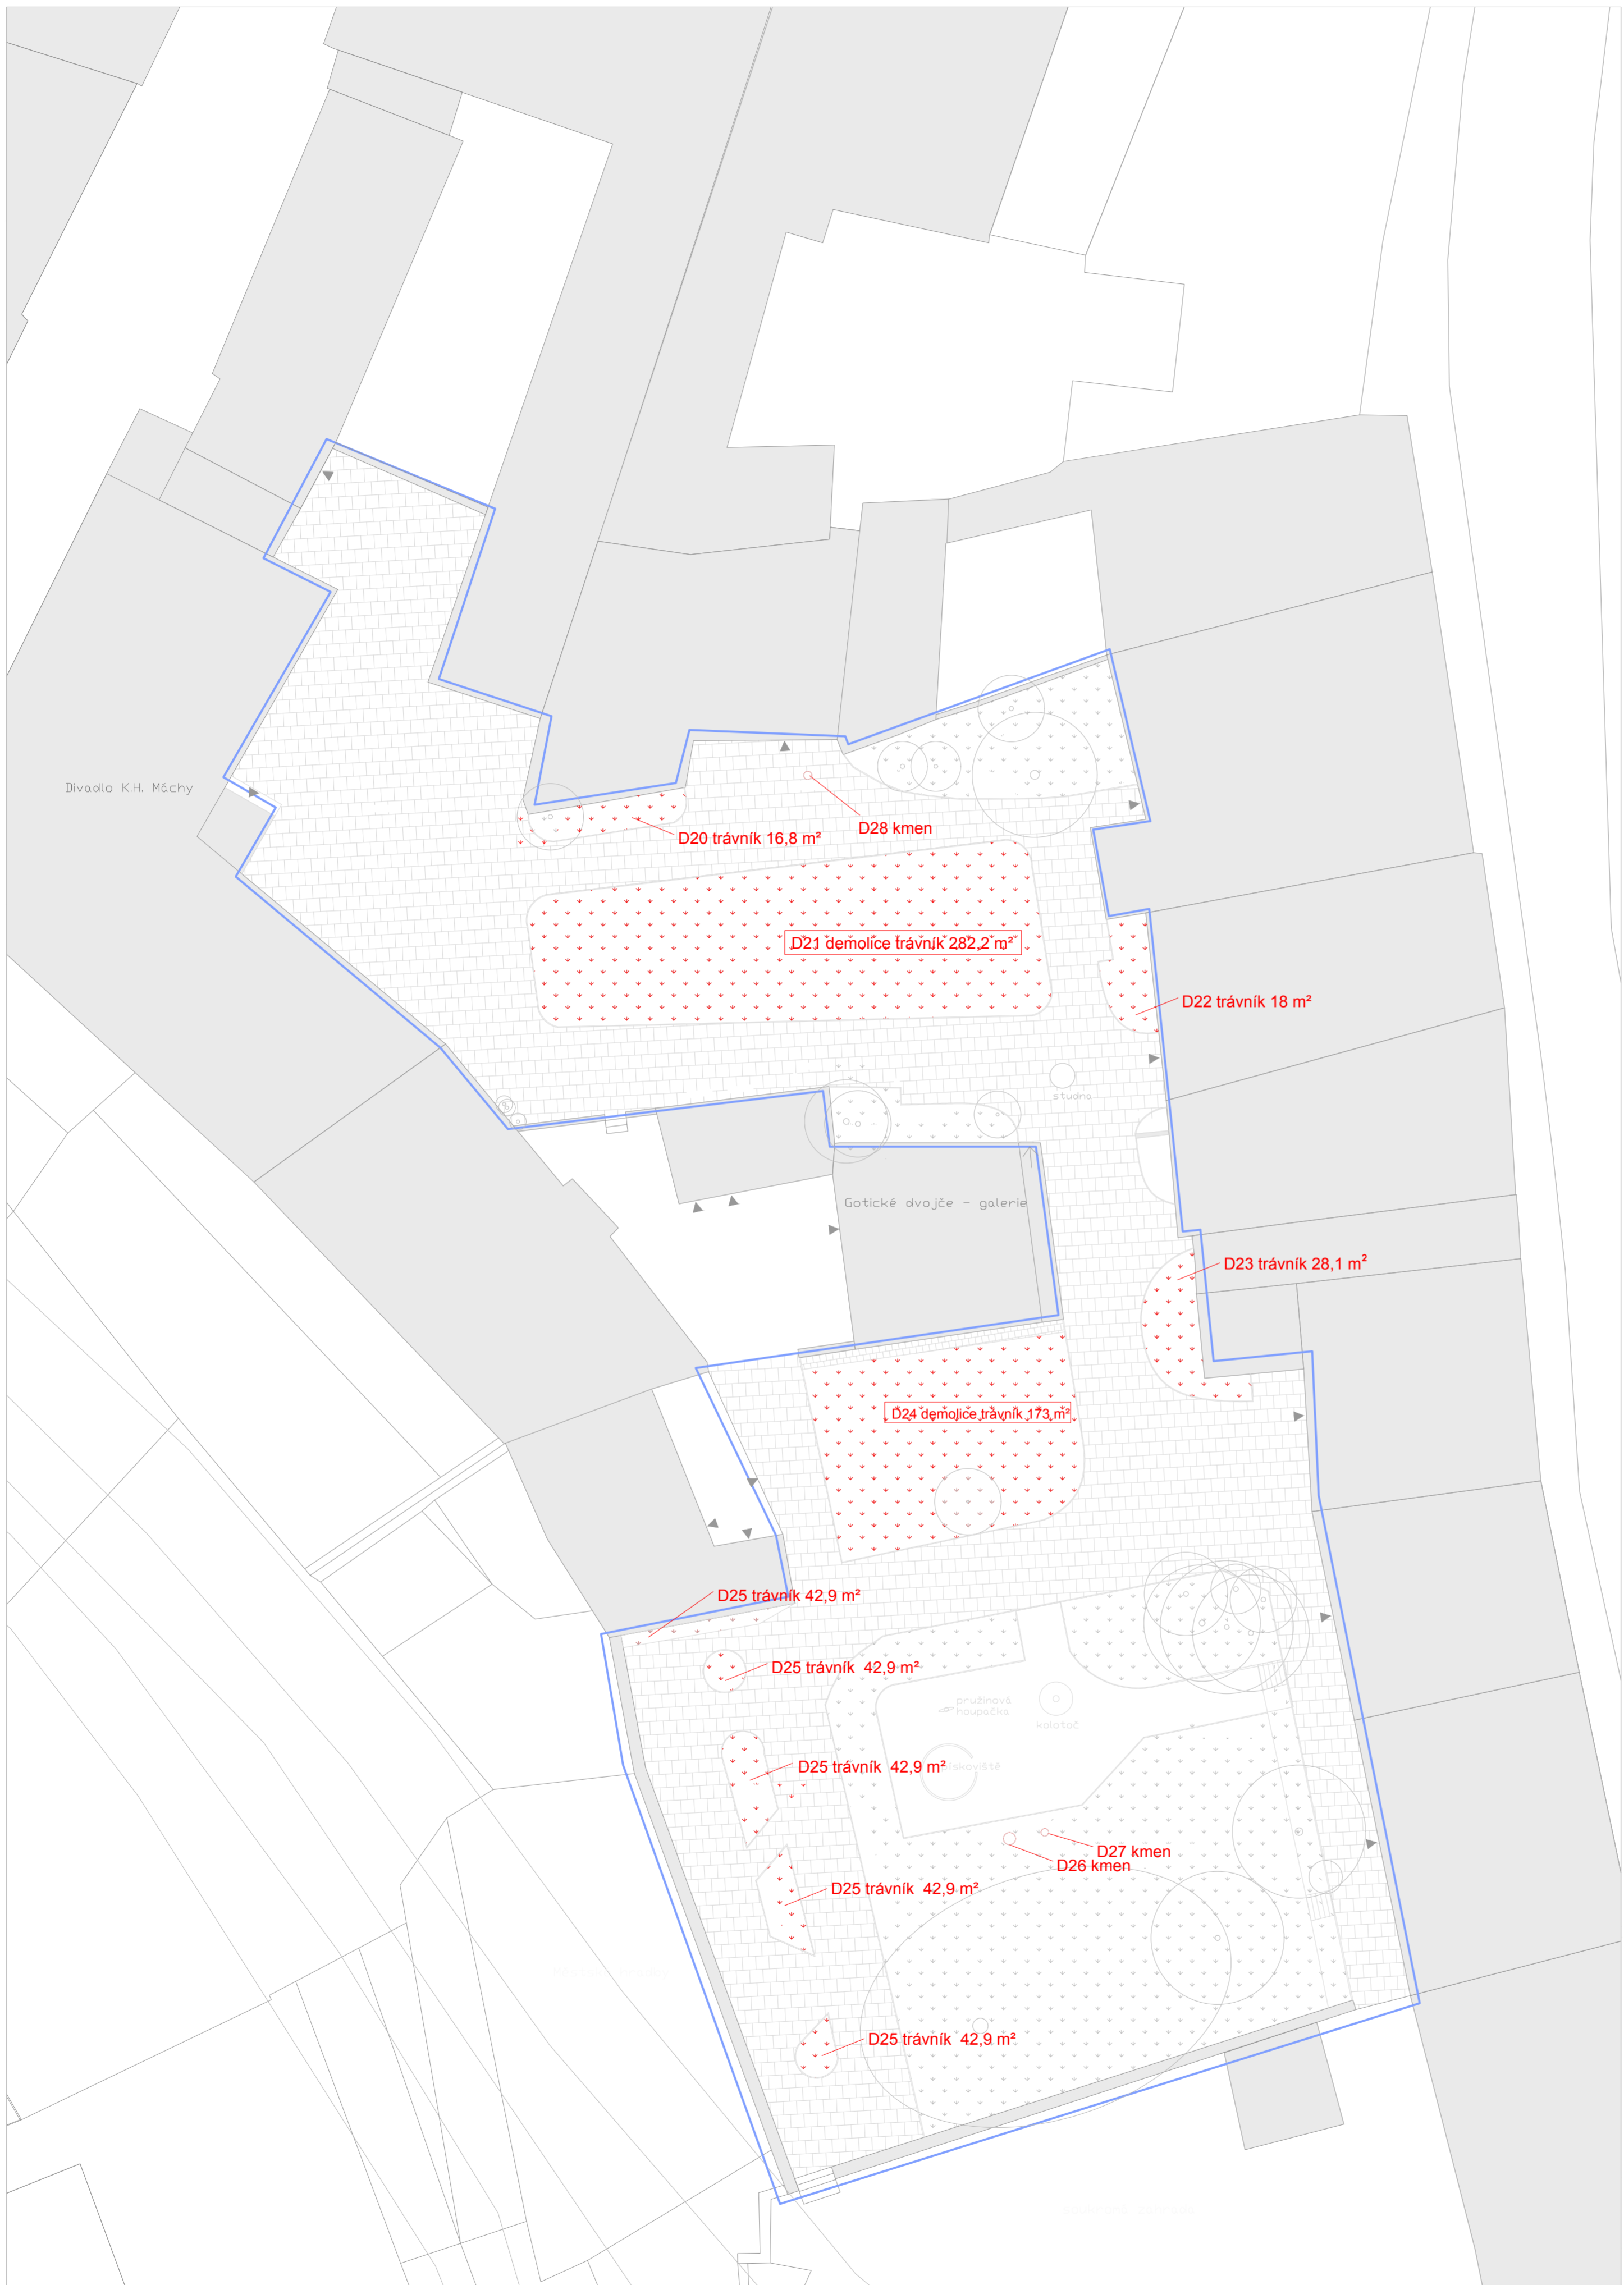 Divadlo K.H. Máchy
D28 kmen
D20 trávník 16,8 m²
D21 demolice trávník 282,2 m²
D22 trávník 18 m²
studna
Gotické dvojče - galerie
D23 trávník 28,1 m²
D24 demolice trávník 173 m²
D25 trávník 42,9 m²
D25 trávník 42,9 m²
pružinová
houpačka
kolotoč
D25 trávník 42,9 m²
pískoviště
D27 kmen
D26 kmen
D25 trávník 42,9 m²
D25 trávník 42,9 m²